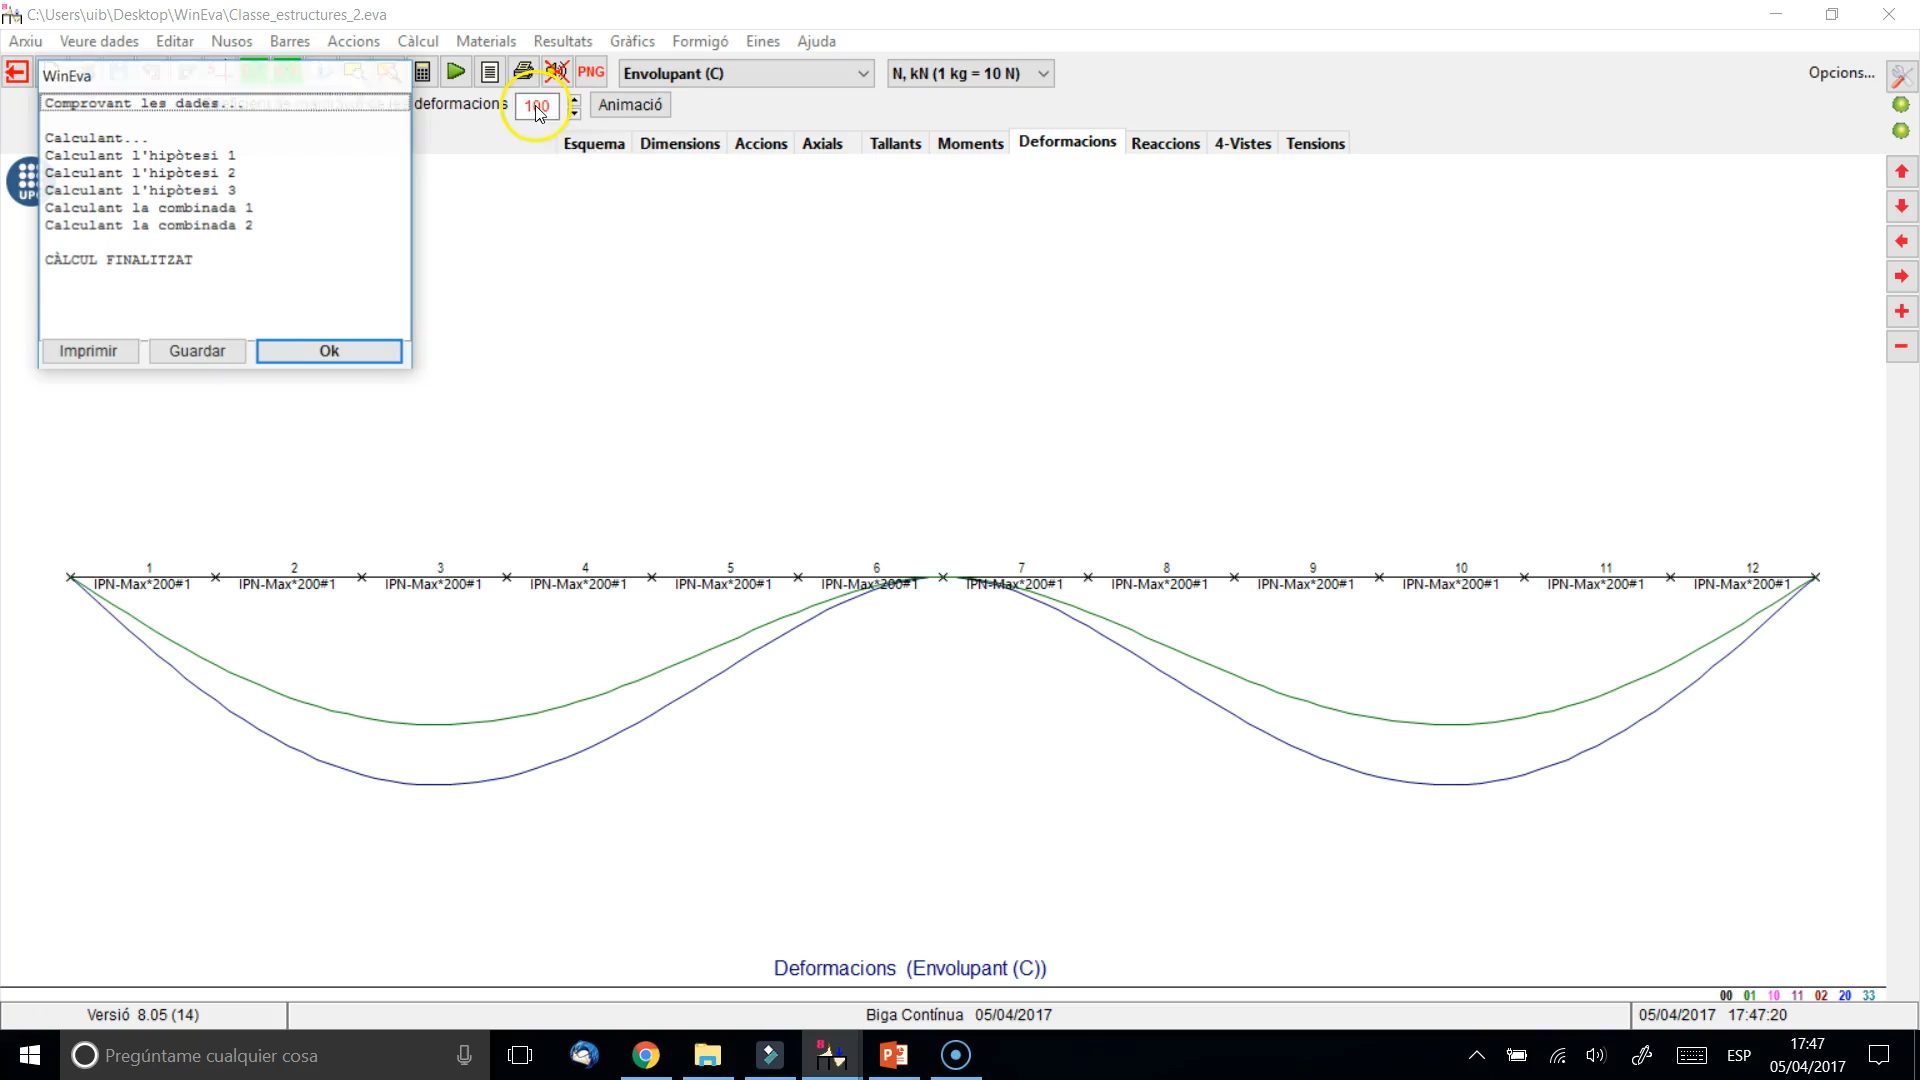 C:\Users\uib\Desktop\WinEva\Classe_estructures_2.eva
Arxiu Veure dades Editar Nusos Barres Accions Càlcul Materials Resultats Gràfics Formigó Eines Ajuda
WinEva
PNG
Envolupant (C)
N, kN (1 kg = 10 N)
Opcions...
Comprovant les dades...
deformacions
100
Animació
Calculant...
Calculant l'hipòtesi 1
Calculant l'hipòtesi 2
Calculant l'hipòtesi 3
Calculant la combinada 1
Calculant la combinada 2
CÀLCUL FINALITZAT
Imprimir Guardar Ok
Esquema Dimensions Accions Axials Tallants Moments Deformacions Reaccions 4-Vistes Tensions
UPC
1 2 3 4 5 6 7 8 9 10 11 12
IPN-Max*200#1 IPN-Max*200#1 IPN-Max*200#1 IPN-Max*200#1 IPN-Max*200#1 IPN-Max*200#1 IPN-Max*200#1 IPN-Max*200#1 IPN-Max*200#1 IPN-Max*200#1 IPN-Max*200#1 IPN-Max*200#1
Deformacions (Envolupant (C))
00 01 10 11 02 20 33
Versió 8.05 (14)
Biga Contínua 05/04/2017
05/04/2017 17:47:20
Pregúntame cualquier cosa
ESP
17:47
05/04/2017